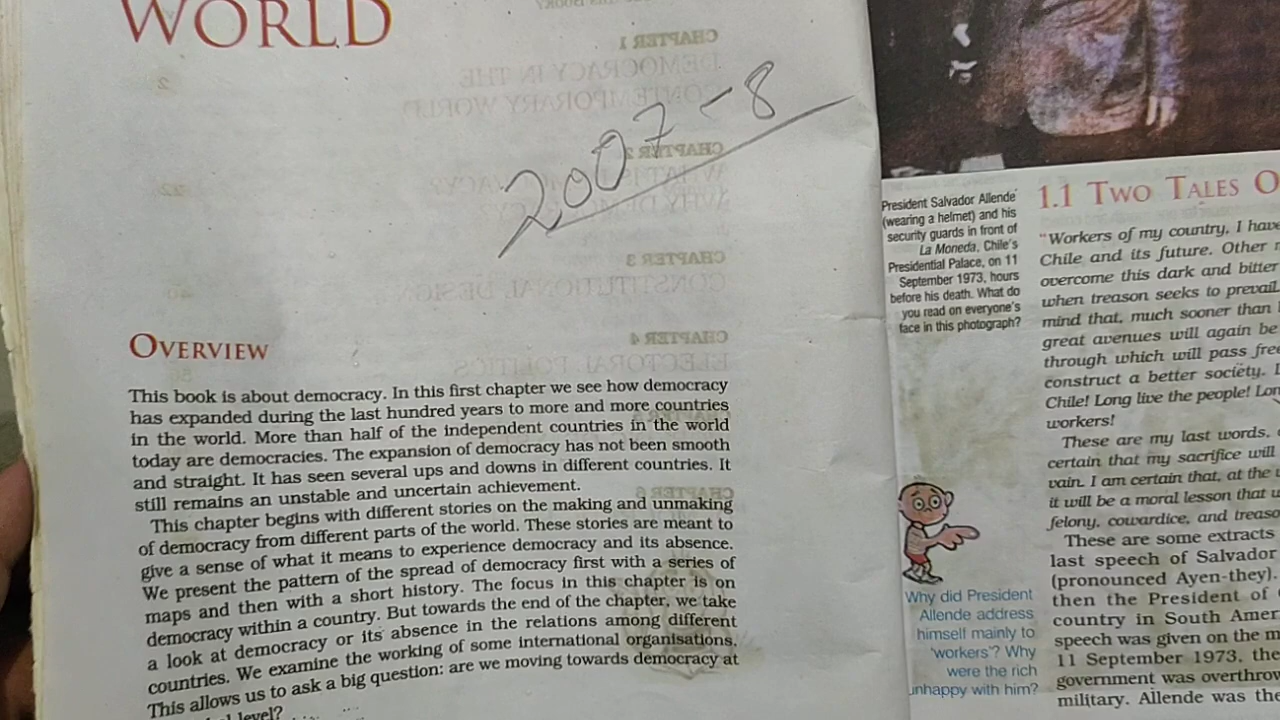 WORLD
2007-8
OVERVIEW
This book is about democracy. In this first chapter we see how democracy
has expanded during the last hundred years to more and more countries
in the world. More than half of the independent countries in the world
today are democracies. The expansion of democracy has not been smooth
and straight. It has seen several ups and downs in different countries. It
still remains an unstable and uncertain achievement.
This chapter begins with different stories on the making and unmaking
of democracy from different parts of the world. These stories are meant to
give a sense of what it means to experience democracy and its absence.
We present the pattern of the spread of democracy first with a series of
maps and then with a short history. The focus in this chapter is on
democracy within a country. But towards the end of the chapter, we take
a look at democracy or its absence in the relations among different
countries. We examine the working of some international organisations.
This allows us to ask a big question: are we moving towards democracy at
level?
President Salvador Allende
(wearing a helmet) and his
security guards in front of
La Moneda, Chile's
Presidential Palace, on 11
September 1973, hours
before his death. What do
you read on everyone's
face in this photograph?
Why did President
Allende address
himself mainly to
'workers'? Why
were the rich
unhappy with him?
1.1 TWO TALES O
"Workers of my country, I have
Chile and its future. Other
overcome this dark and bitter
when treason seeks to prevail.
mind that, much sooner than
great avenues will again be
through which will pass free
construct a better society. L
Chile! Long live the people! Lon
workers!
These are my last words,
certain that my sacrifice will
vain. I am certain that, at the
it will be a moral lesson that
felony, cowardice, and treaso
These are some extracts
last speech of Salvador
(pronounced Ayen-they).
then the President of
country in South Amer
speech was given on the m
11 September 1973, the
government was overthrow
military. Allende was the